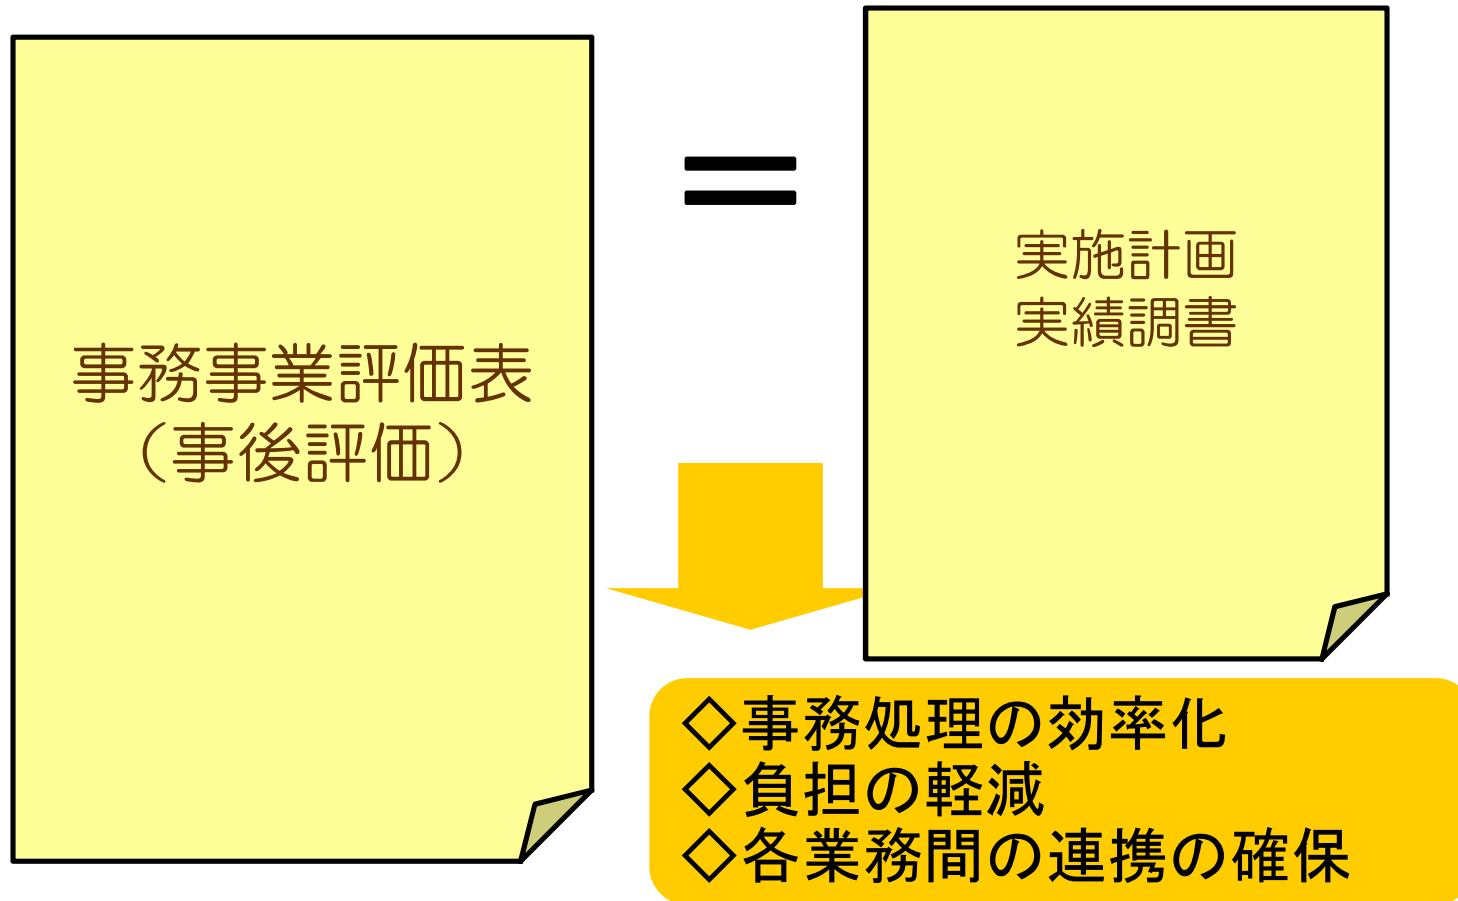 事務事業評価表
（事後評価）
＝
実施計画
実績調書
◇事務処理の効率化
◇負担の軽減
◇各業務間の連携の確保